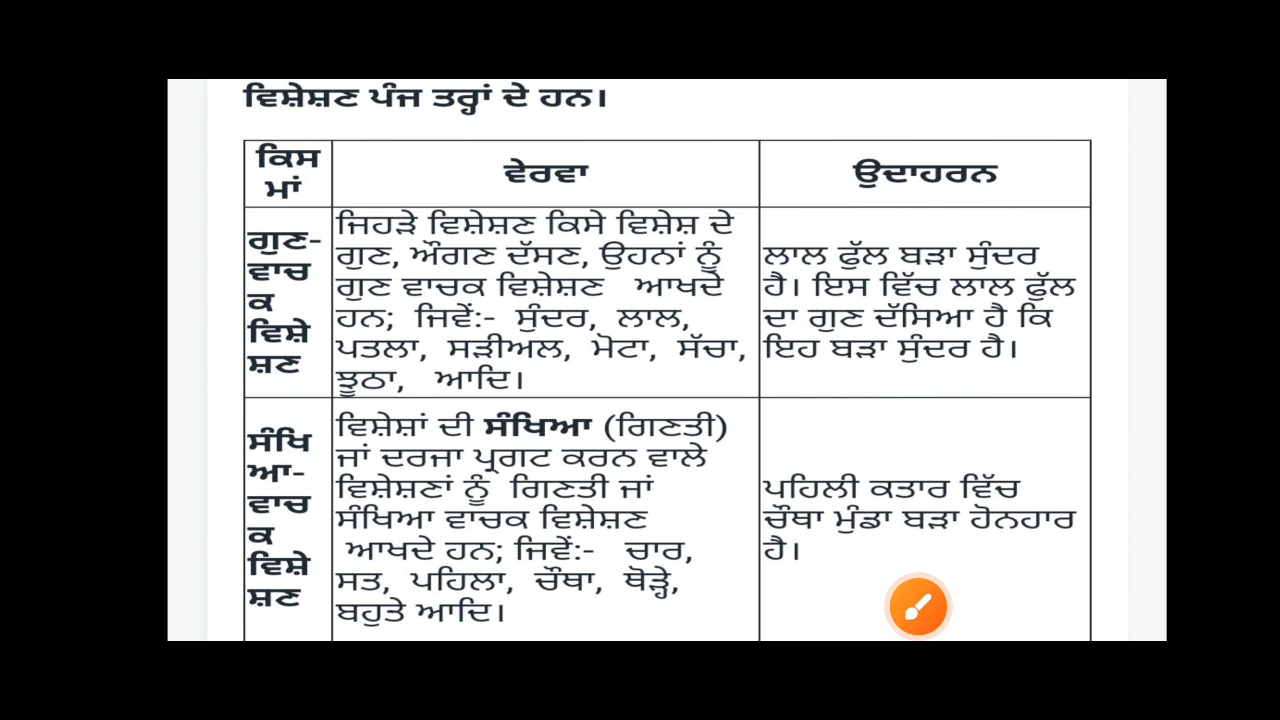 ਵਿਸ਼ੇਸ਼ਣ ਪੰਜ ਤਰ੍ਹਾਂ ਦੇ ਹਨ।
ਕਿਸ
ਮਾਂ
ਵੇਰਵਾ
ਉਦਾਹਰਨ
ਗੁਣ-
ਵਾਚ
ਕ
ਵਿਸ਼ੇ
ਸ਼ਣ
ਜਿਹੜੇ ਵਿਸ਼ੇਸ਼ਣ ਕਿਸੇ ਵਿਸ਼ੇਸ਼ ਦੇ
ਗੁਣ, ਔਗਣ ਦੱਸਣ, ਉਹਨਾਂ ਨੂੰ
ਗੁਣ ਵਾਚਕ ਵਿਸ਼ੇਸ਼ਣ ਆਖਦੇ
ਹਨ; ਜਿਵੇਂ:- ਸੁੰਦਰ, ਲਾਲ,
ਪਤਲਾ, ਸੜੀਅਲ, ਮੋਟਾ, ਸੱਚਾ,
ਝੂਠਾ, ਆਦਿ।
ਲਾਲ ਫੁੱਲ ਬੜਾ ਸੁੰਦਰ
ਹੈ। ਇਸ ਵਿੱਚ ਲਾਲ ਫੁੱਲ
ਦਾ ਗੁਣ ਦੱਸਿਆ ਹੈ ਕਿ
ਇਹ ਬੜਾ ਸੁੰਦਰ ਹੈ।
ਸੰਖਿ
ਆ-
ਵਾਚ
ਕ
ਵਿਸ਼ੇ
ਸ਼ਣ
ਵਿਸ਼ੇਸ਼ਾਂ ਦੀ ਸੰਖਿਆ (ਗਿਣਤੀ)
ਜਾਂ ਦਰਜਾ ਪ੍ਰਗਟ ਕਰਨ ਵਾਲੇ
ਵਿਸ਼ੇਸ਼ਣਾਂ ਨੂੰ ਗਿਣਤੀ ਜਾਂ
ਸੰਖਿਆ ਵਾਚਕ ਵਿਸ਼ੇਸ਼ਣ
ਆਖਦੇ ਹਨ; ਜਿਵੇਂ:- ਚਾਰ,
ਸਤ, ਪਹਿਲਾ, ਚੌਥਾ, ਥੋੜ੍ਹੇ,
ਬਹੁਤੇ ਆਦਿ।
ਪਹਿਲੀ ਕਤਾਰ ਵਿੱਚ
ਚੌਥਾ ਮੁੰਡਾ ਬੜਾ ਹੋਨਹਾਰ
ਹੈ।